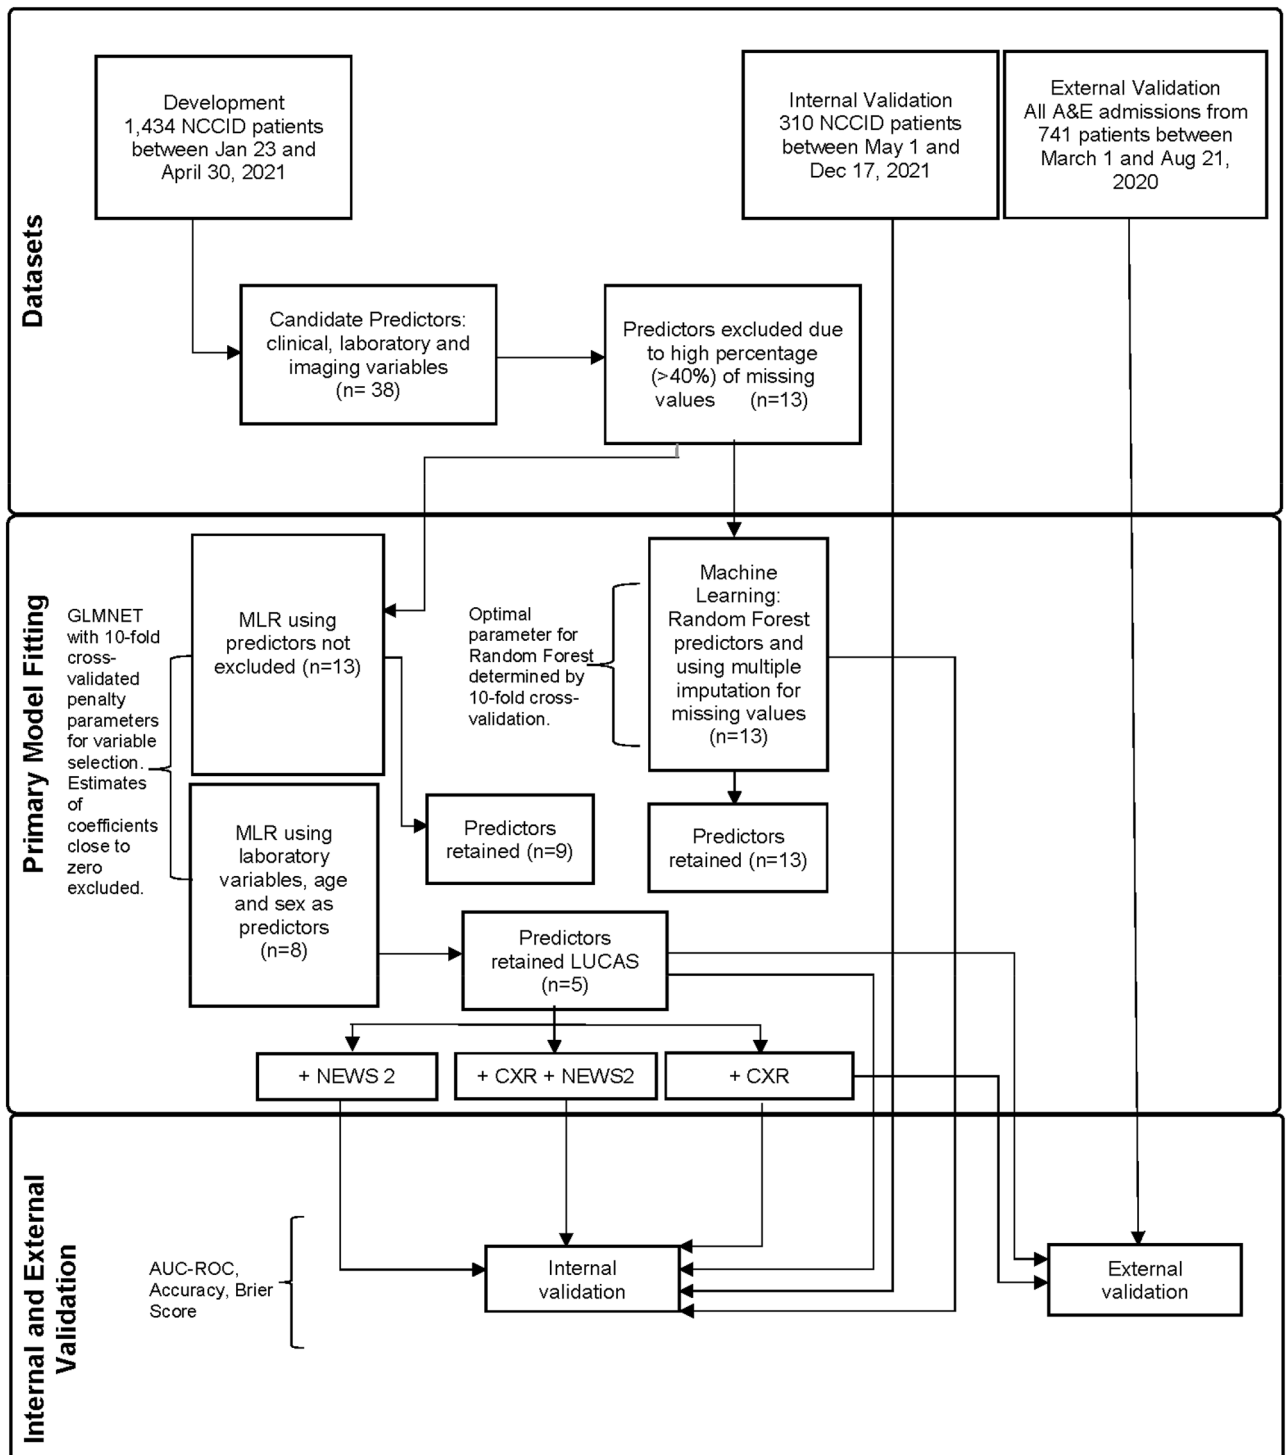 Datasets
Development
1,434 NCCID patients
between Jan 23 and
April 30, 2021
Internal Validation
310 NCCID patients
between May 1 and
Dec 17, 2021
External Validation
All A&E admissions from
741 patients between
March 1 and Aug 21,
2020
Candidate Predictors:
clinical, laboratory and
imaging variables
(n= 38)
Predictors excluded due
to high percentage
(>40%) of missing
values (n=13)
Primary Model Fitting
GLMNET
with 10-fold
cross-
validated
penalty
parameters
for variable
selection.
Estimates
of
coefficients
close to
zero
excluded.
MLR using
predictors not
excluded (n=13)
Optimal
parameter for
Random Forest
determined by
10-fold cross-
validation.
Machine
Learning:
Random Forest
predictors and
using multiple
imputation for
missing values
(n=13)
Predictors
retained (n=9)
Predictors
retained (n=13)
MLR using
laboratory
variables, age
and sex as
predictors
(n=8)
Predictors
retained LUCAS
(n=5)
+ NEWS 2
+ CXR + NEWS2
+ CXR
Internal and External
Validation
AUC-ROC,
Accuracy, Brier
Score
Internal
validation
External
validation